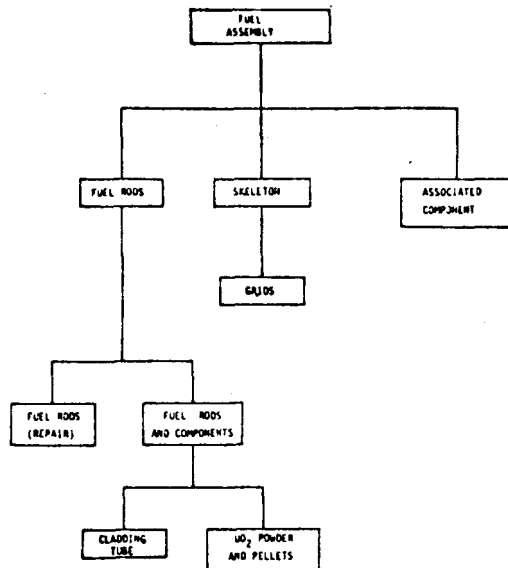 FUEL
ASSEMBLY
FUEL RODS
SKELETON
ASSOCIATED
COMPONENT
GRIDS
FUEL RODS
(REPAIR)
FUEL RODS
AND COMPONENTS
CLADDING
TUBE
UO₂ POWDER
AND PELLETS